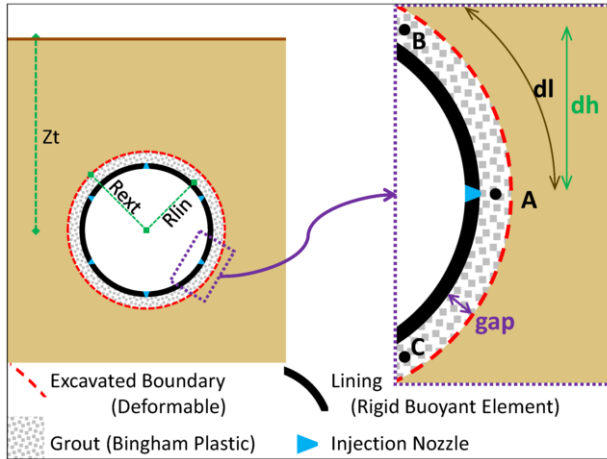 Zt
Rext
Rlin
B
dl
dh
A
gap
C
Excavated Boundary
(Deformable)
Lining
(Rigid Buoyant Element)
Grout (Bingham Plastic)
Injection Nozzle